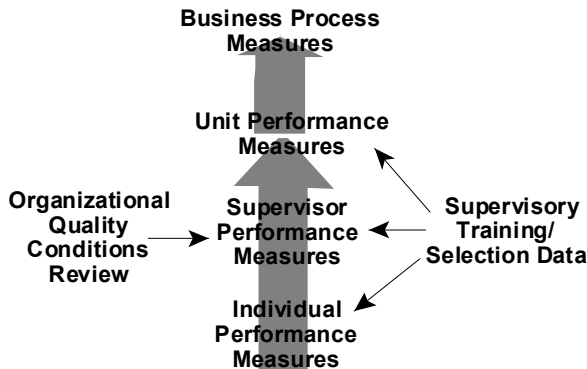 Business Process
Measures
Unit Performance
Measures
Organizational
Quality
Conditions
Review
Supervisor
Performance
Measures
Supervisory
Training/
Selection Data
Individual
Performance
Measures